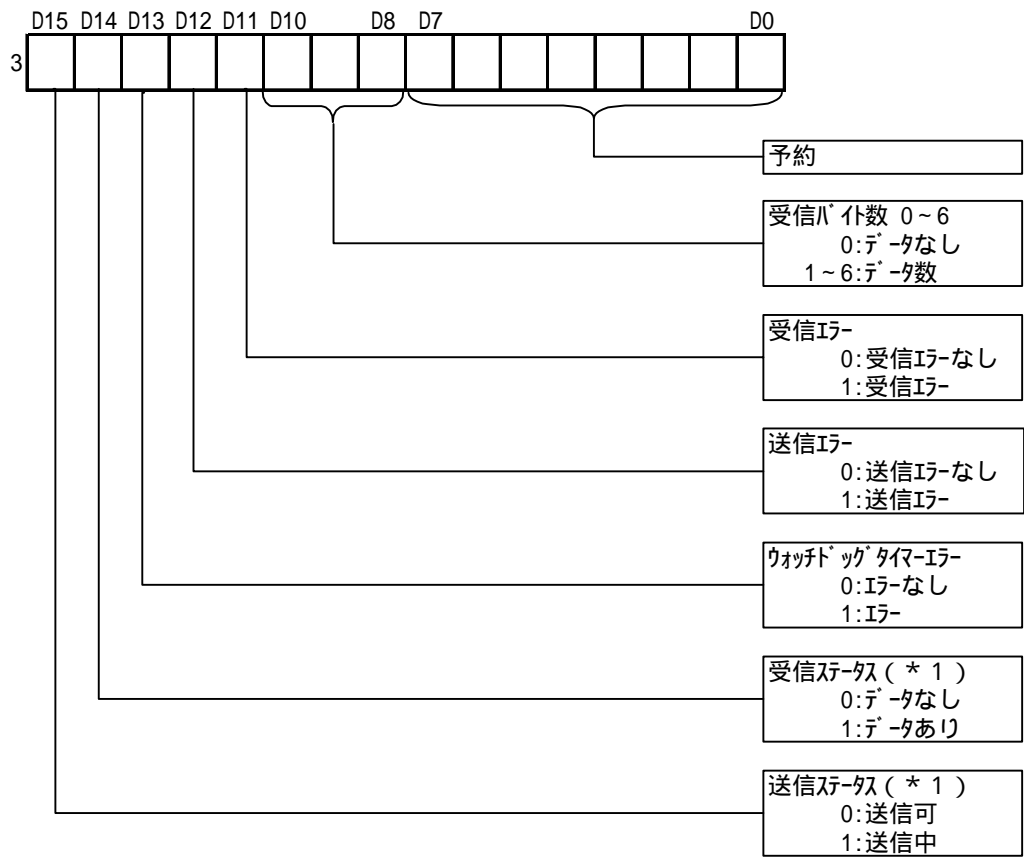 D15 D14 D13 D12 D11 D10 D8 D7 D0
3
予約
受信ﾊﾞｲﾄ数 0~6
0:ﾃﾞｰﾀなし
1~6:ﾃﾞｰﾀ数
受信ｴﾗｰ
0:受信ｴﾗｰなし
1:受信ｴﾗｰ
送信ｴﾗｰ
0:送信ｴﾗｰなし
1:送信ｴﾗｰ
ｳｫｯﾁﾄﾞｯｸﾞﾀｲﾏｰｴﾗｰ
0:ｴﾗｰなし
1:ｴﾗｰ
受信ｽﾃｰﾀｽ(*1)
0:ﾃﾞｰﾀなし
1:ﾃﾞｰﾀあり
送信ｽﾃｰﾀｽ(*1)
0:送信可
1:送信中